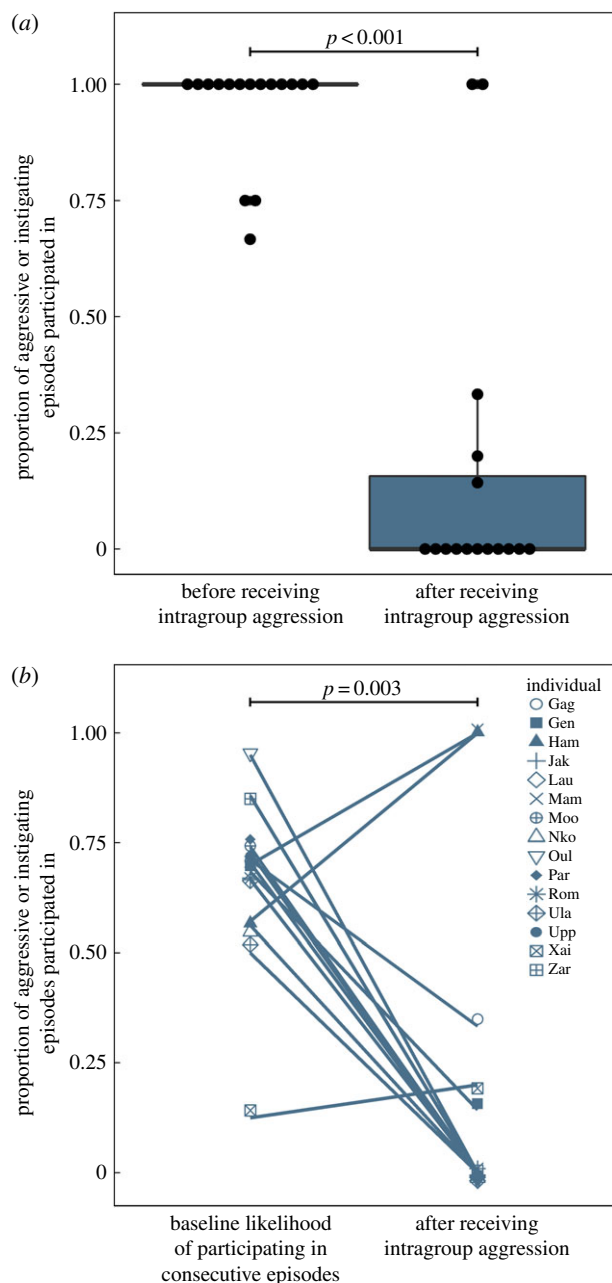 (a)
p < 0.001
1.00
0.75
0.50
0.25
0
proportion of aggressive or instigating
episodes participated in
before receiving
intragroup aggression
after receiving
intragroup aggression
(b)
p = 0.003
1.00
0.75
0.50
0.25
0
proportion of aggressive or instigating
episodes participated in
individual
Gag
Gen
Ham
Jak
Lau
Mam
Moo
Nko
Oul
Par
Rom
Ula
Upp
Xai
Zar
baseline likelihood
of participating in
consecutive episodes
after receiving
intragroup aggression